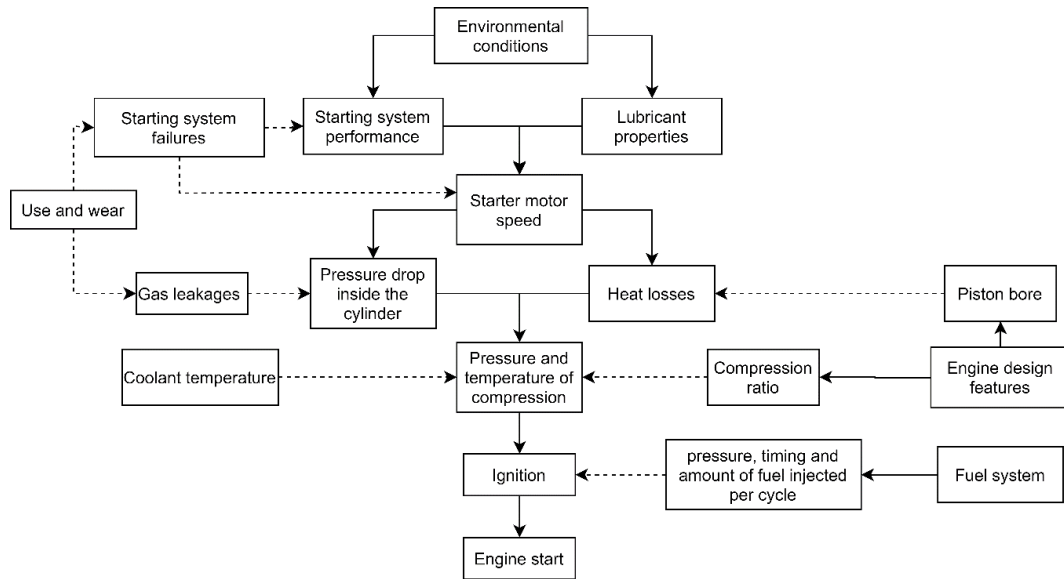 Environmental
conditions
Starting system
failures
Starting system
performance
Lubricant
properties
Use and wear
Starter motor
speed
Gas leakages
Pressure drop
inside the
cylinder
Heat losses
Piston bore
Coolant temperature
Pressure and
temperature of
compression
Compression
ratio
Engine design
features
Ignition
pressure, timing and
amount of fuel injected
per cycle
Fuel system
Engine start